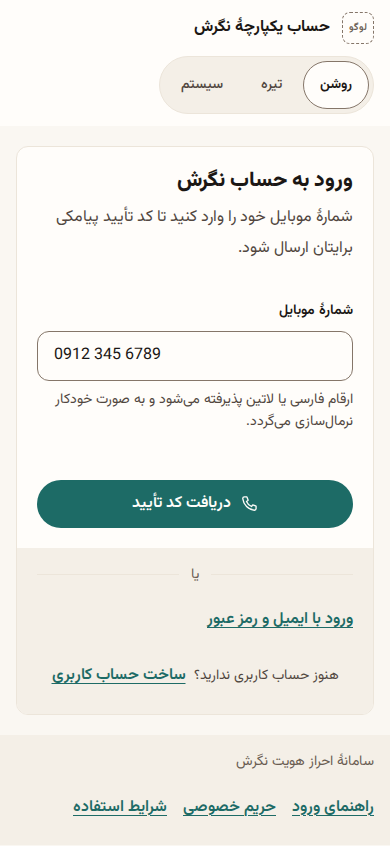 لوگو
حساب یکپارچهٔ نگرش
روشن
تیره
سیستم
ورود به حساب نگرش
شمارهٔ موبایل خود را وارد کنید تا کد تأیید پیامکی
برایتان ارسال شود.
شمارهٔ موبایل
0912 345 6789
ارقام فارسی یا لاتین پذیرفته می‌شود و به صورت خودکار
نرمال‌سازی می‌گردد.
دریافت کد تأیید
یا
ورود با ایمیل و رمز عبور
هنوز حساب کاربری ندارید؟ ساخت حساب کاربری
سامانهٔ احراز هویت نگرش
راهنمای ورود
حریم خصوصی
شرایط استفاده